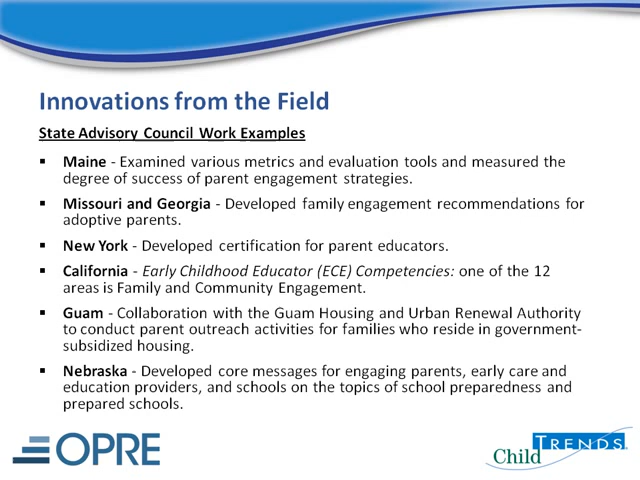 Innovations from the Field
State Advisory Council Work Examples
▪ Maine - Examined various metrics and evaluation tools and measured the
degree of success of parent engagement strategies.
▪ Missouri and Georgia - Developed family engagement recommendations for
adoptive parents.
▪ New York - Developed certification for parent educators.
▪ California - Early Childhood Educator (ECE) Competencies: one of the 12
areas is Family and Community Engagement.
▪ Guam - Collaboration with the Guam Housing and Urban Renewal Authority
to conduct parent outreach activities for families who reside in government-
subsidized housing.
▪ Nebraska - Developed core messages for engaging parents, early care and
education providers, and schools on the topics of school preparedness and
prepared schools.
OPRE
Child TRENDS